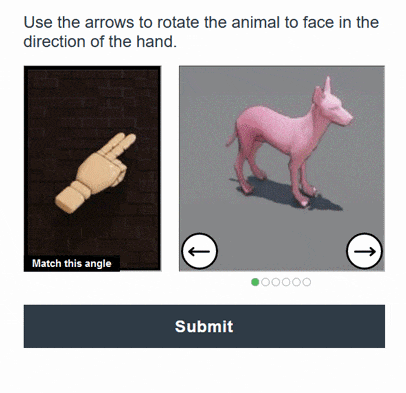 Use the arrows to rotate the animal to face in the
direction of the hand.
Match this angle
Submit